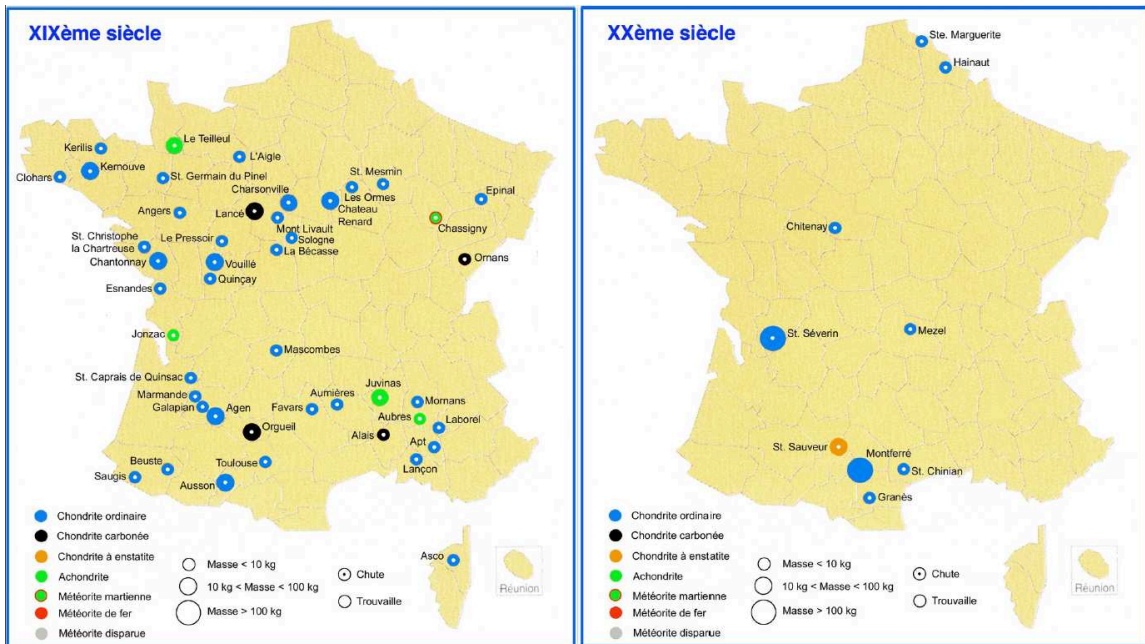 XIXème siècle
Le Teilleul
Kerilis
L'Aigle
Kernouve
St. Mesmin
Clohars
St. Germain du Pinel
Charsonville
Les Ormes
Epinal
Angers
Lancé
Chateau
Renard
Chassigny
Mont Livault
St. Christophe
la Chartreuse
Le Pressoir
Sologne
La Bécasse
Chantonnay
Vouillé
Ornans
Quinçay
Esnandes
Jonzac
Mascombes
St. Caprais de Quinsac
Juvinas
Aumières
Marmande
Mornans
Galapian
Agen
Favars
Aubres
Laborel
Orgueil
Alais
Apt
Beuste
Toulouse
Lançon
Saugis
Ausson
Asco
Réunion
Chondrite ordinaire
Chondrite carbonée
Chondrite à enstatite
Achondrite
Météorite martienne
Météorite de fer
Météorite disparue
Masse < 10 kg
10 kg < Masse < 100 kg
Masse > 100 kg
Chute
Trouvaille
XXème siècle
Ste. Marguerite
Hainaut
Chitenay
St. Séverin
Mezel
St. Sauveur
Montferré
St. Chinian
Granès
Réunion
Chondrite ordinaire
Chondrite carbonée
Chondrite à enstatite
Achondrite
Météorite martienne
Météorite de fer
Météorite disparue
Masse < 10 kg
10 kg < Masse < 100 kg
Masse > 100 kg
Chute
Trouvaille